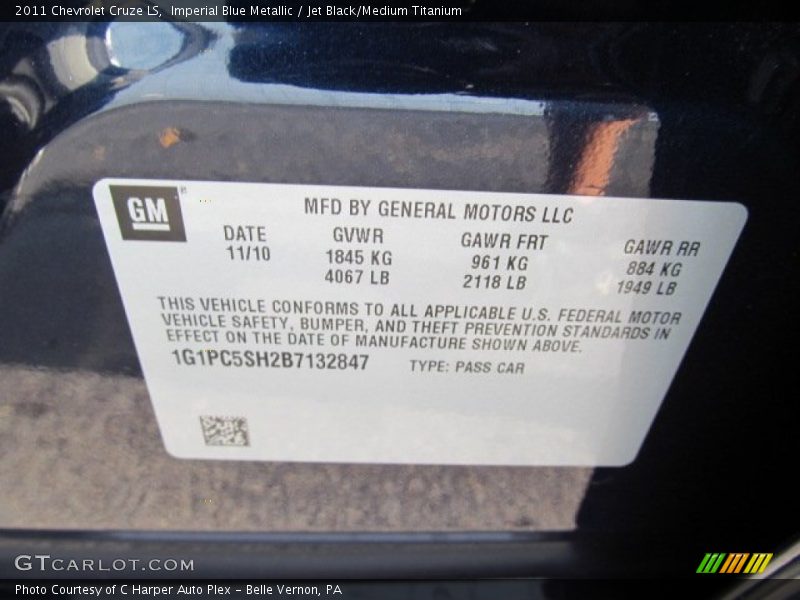 2011 Chevrolet Cruze LS, Imperial Blue Metallic / Jet Black/Medium Titanium
GM®
MFD BY GENERAL MOTORS LLC
DATE GVWR GAWR FRT GAWR RR
11/10 1845 KG 961 KG 884 KG
4067 LB 2118 LB 1949 LB
THIS VEHICLE CONFORMS TO ALL APPLICABLE U.S. FEDERAL MOTOR
VEHICLE SAFETY, BUMPER, AND THEFT PREVENTION STANDARDS IN
EFFECT ON THE DATE OF MANUFACTURE SHOWN ABOVE.
1G1PC5SH2B7132847 TYPE: PASS CAR
GTCARLOT.COM
Photo Courtesy of C Harper Auto Plex - Belle Vernon, PA